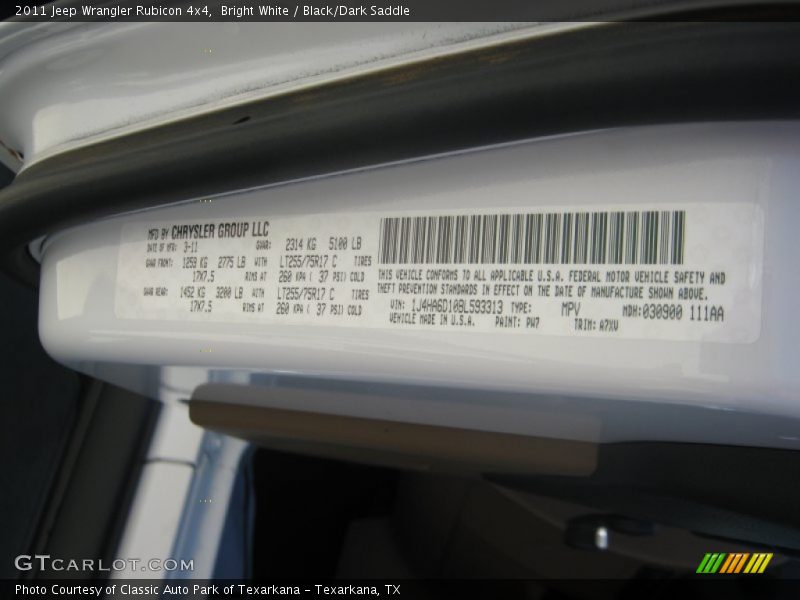 2011 Jeep Wrangler Rubicon 4x4,  Bright White / Black/Dark Saddle
MFD BY CHRYSLER GROUP LLC
DATE OF MFR: 3-11 GVWR: 2314 KG 5100 LB
GAWR FRONT: 1259 KG 2775 LB WITH LT255/75R17 C TIRES
17X7.5 RIMS AT 260 KPA ( 37 PSI) COLD
GAWR REAR: 1452 KG 3200 LB WITH LT255/75R17 C TIRES
17X7.5 RIMS AT 260 KPA ( 37 PSI) COLD
THIS VEHICLE CONFORMS TO ALL APPLICABLE U.S.A. FEDERAL MOTOR VEHICLE SAFETY AND
THEFT PREVENTION STANDARDS IN EFFECT ON THE DATE OF MANUFACTURE SHOWN ABOVE.
VIN: 1J4HA6D10BL593313 TYPE: MPV MDH:030900 111AA
VEHICLE MADE IN U.S.A. PAINT: PW7 TRIM: A7XV
GTCARLOT.COM
Photo Courtesy of Classic Auto Park of Texarkana – Texarkana, TX